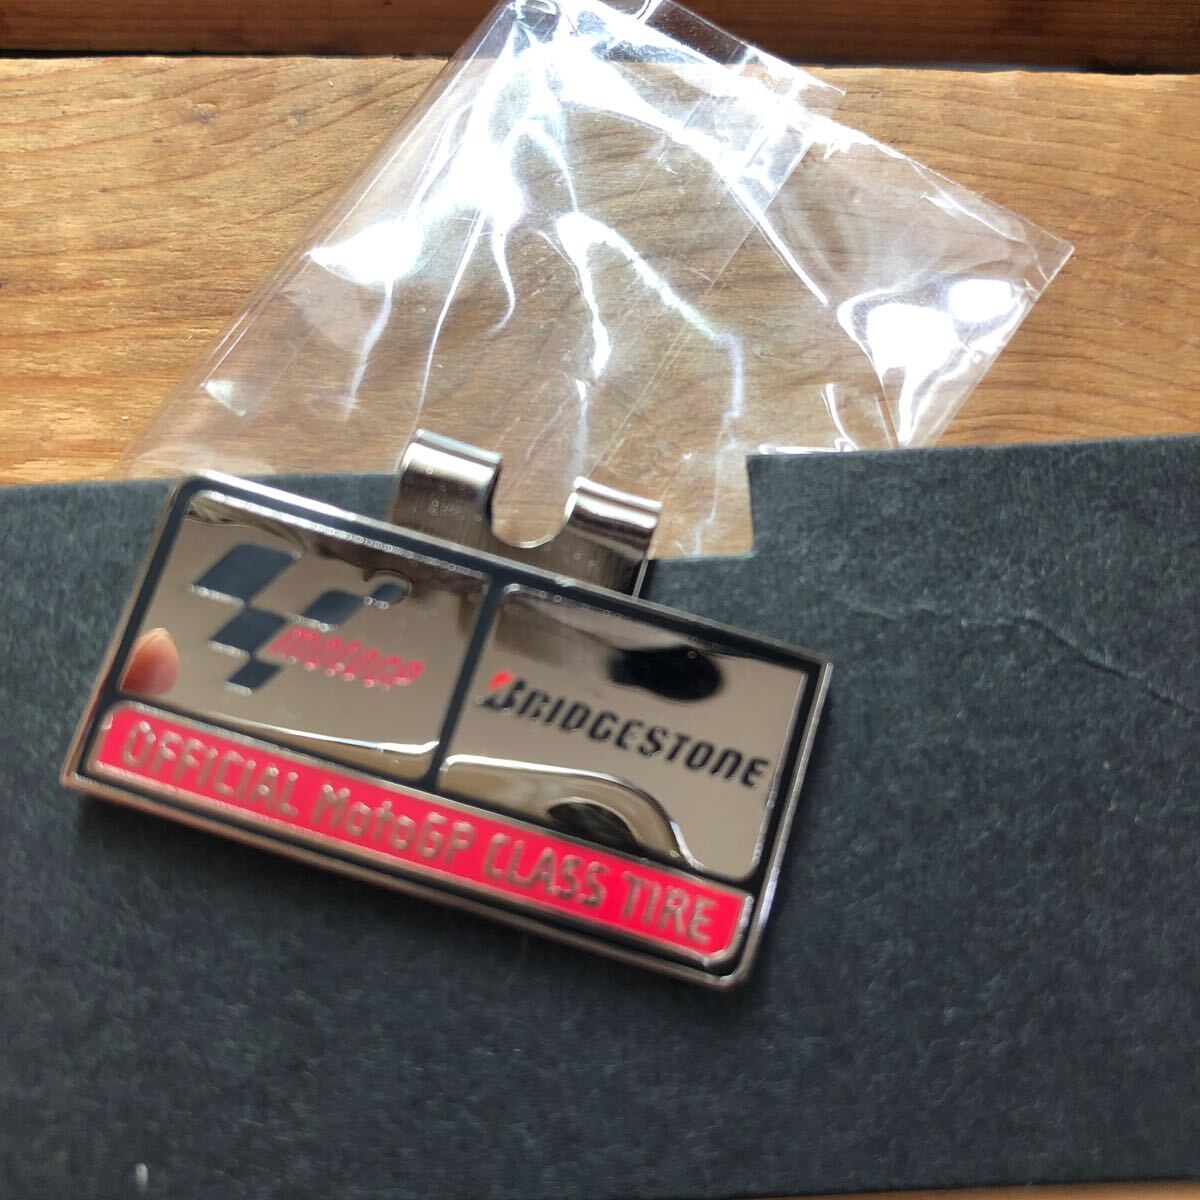 motoGP
BRIDGESTONE
OFFICIAL MotoGP CLASS TIRE